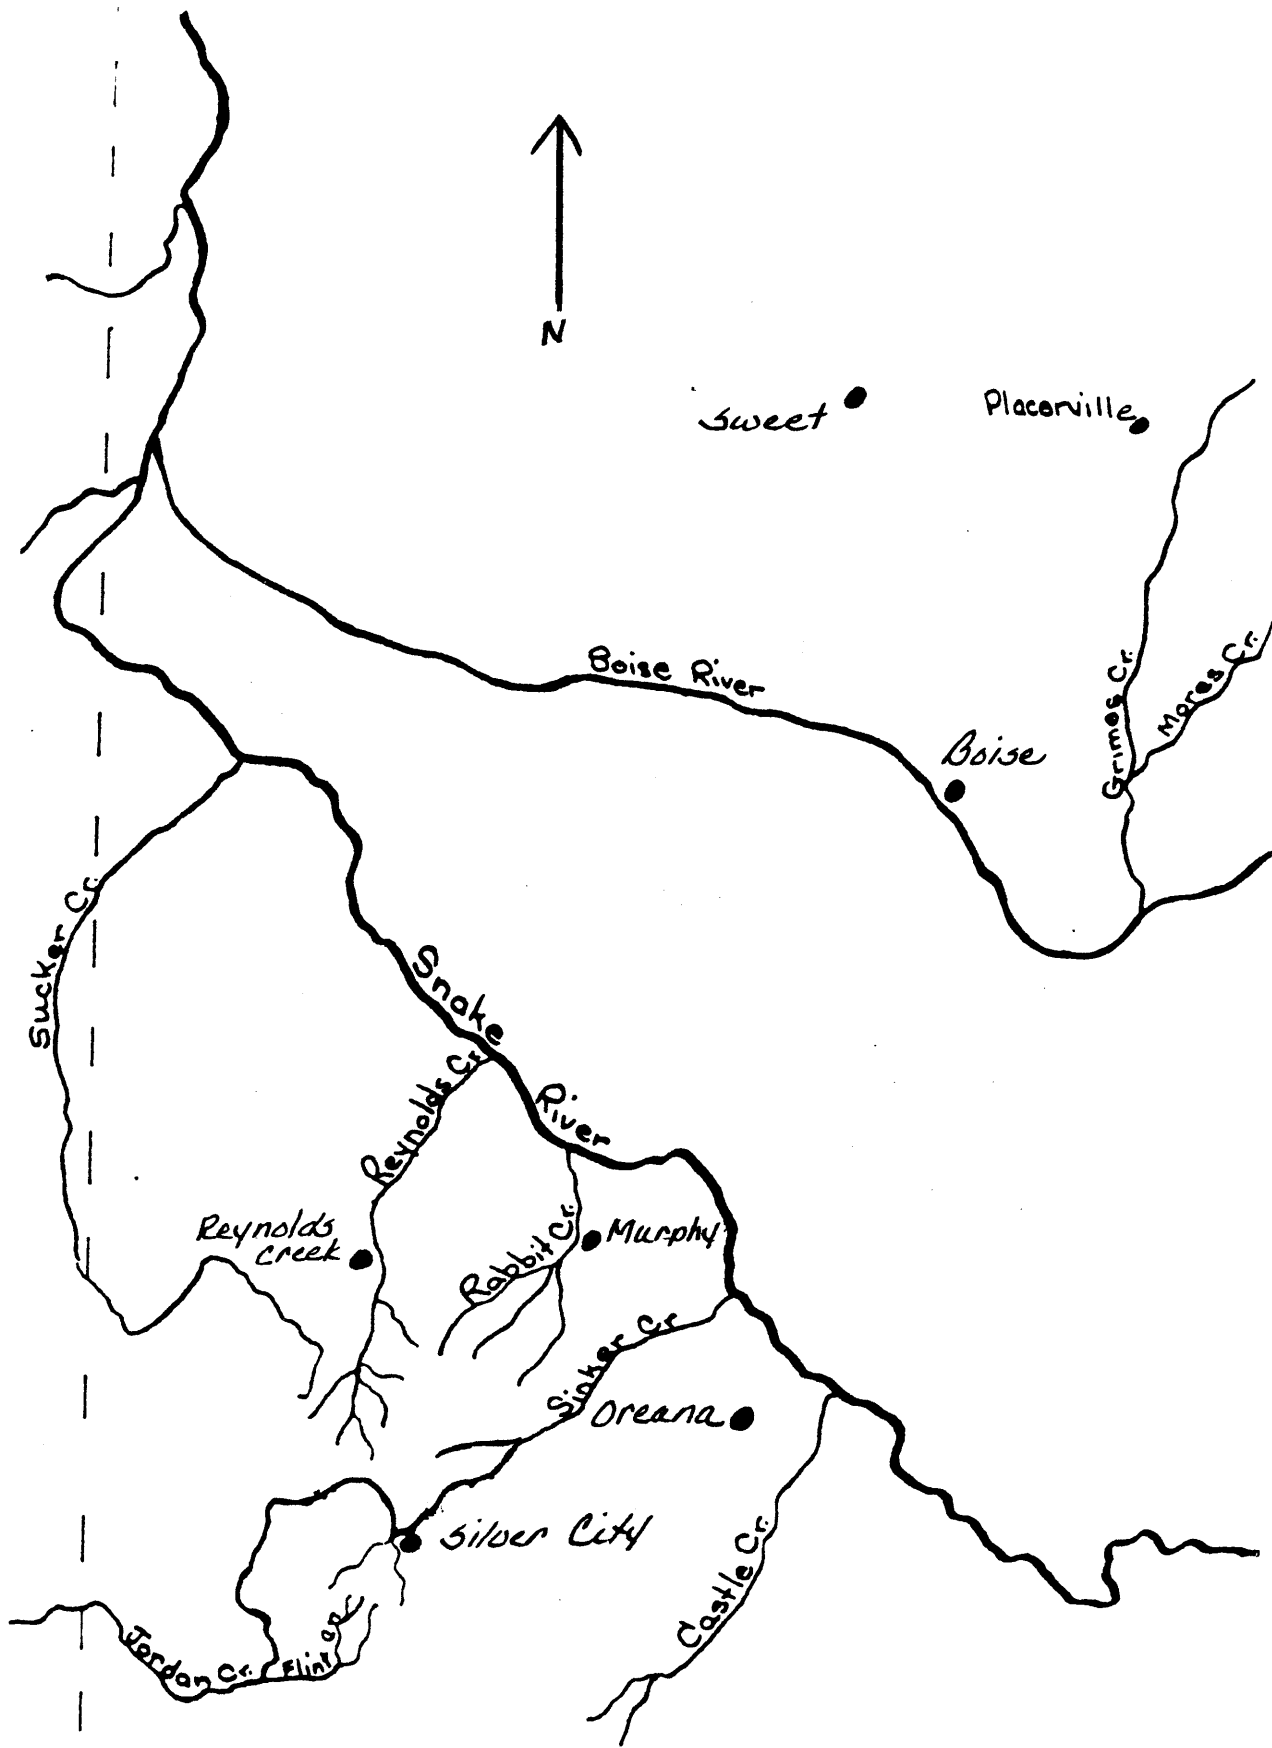 N
Sweet
Placerville
Boise River
Grimes Cr.
Mores Cr.
Boise
Sucker Cr.
Snake
River
Reynolds Cr.
Reynolds
Creek
Rabbit Cr.
Murphy
Sinker Cr
Oreana
Silver City
Castle Cr.
Jordan Cr.
Flint